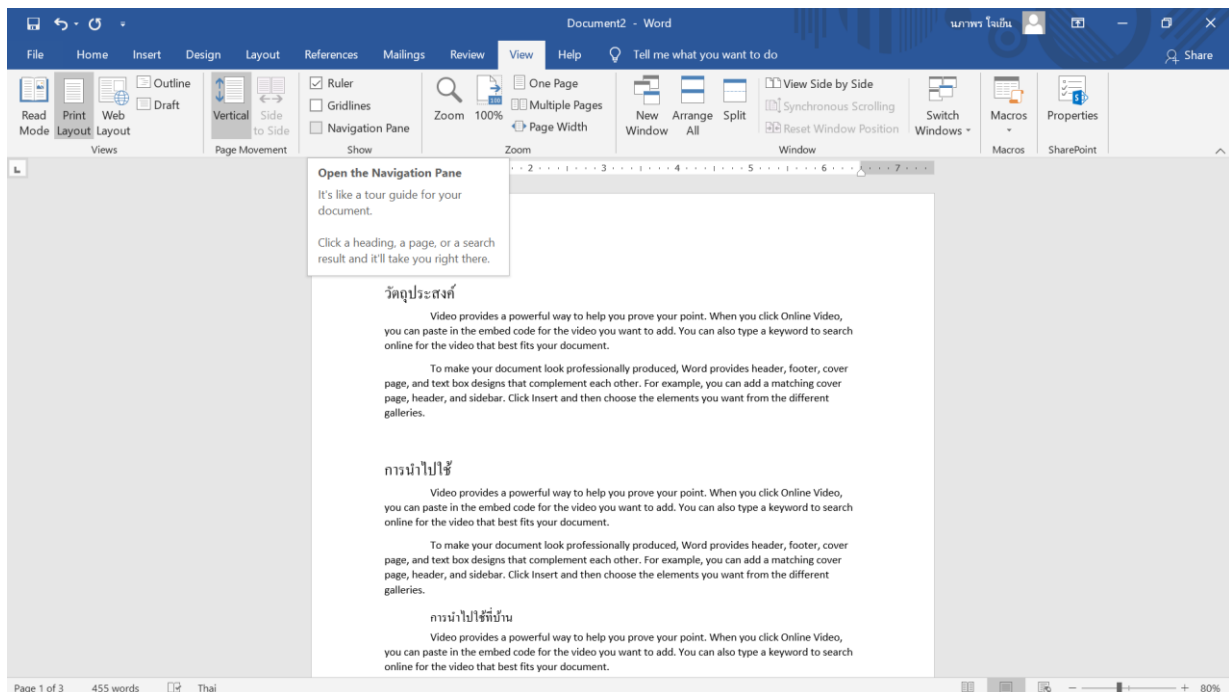 Document2 - Word
นภาพร ใจเย็น
File Home Insert Design Layout References Mailings Review View Help Tell me what you want to do Share
Read Mode
Print Layout
Web Layout
Outline
Draft
Views
Vertical
Side to Side
Page Movement
Ruler
Gridlines
Navigation Pane
Show
Zoom
100%
One Page
Multiple Pages
Page Width
Zoom
New Window
Arrange All
Split
View Side by Side
Synchronous Scrolling
Reset Window Position
Switch Windows
Window
Macros
Macros
Properties
SharePoint
2 3 4 5 6 7
Open the Navigation Pane
It's like a tour guide for your
document.
Click a heading, a page, or a search
result and it'll take you right there.
วัตถุประสงค์
Video provides a powerful way to help you prove your point. When you click Online Video,
you can paste in the embed code for the video you want to add. You can also type a keyword to search
online for the video that best fits your document.
To make your document look professionally produced, Word provides header, footer, cover
page, and text box designs that complement each other. For example, you can add a matching cover
page, header, and sidebar. Click Insert and then choose the elements you want from the different
galleries.
การนำไปใช้
Video provides a powerful way to help you prove your point. When you click Online Video,
you can paste in the embed code for the video you want to add. You can also type a keyword to search
online for the video that best fits your document.
To make your document look professionally produced, Word provides header, footer, cover
page, and text box designs that complement each other. For example, you can add a matching cover
page, header, and sidebar. Click Insert and then choose the elements you want from the different
galleries.
การนำไปใช้ที่บ้าน
Video provides a powerful way to help you prove your point. When you click Online Video,
you can paste in the embed code for the video you want to add. You can also type a keyword to search
online for the video that best fits your document.
Page 1 of 3 455 words Thai 80%